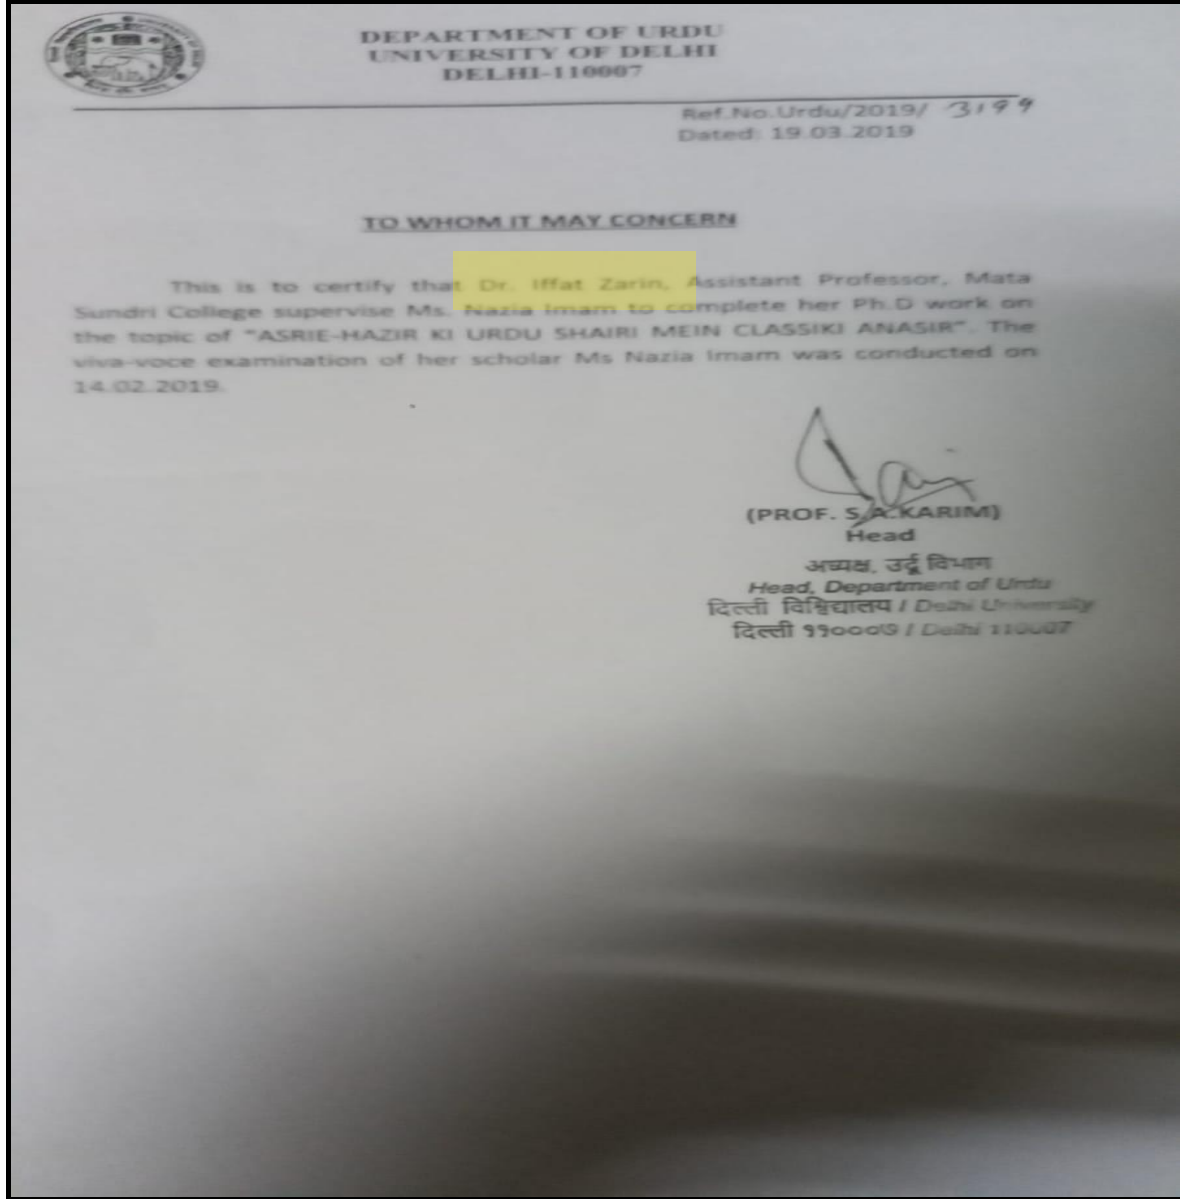 DEPARTMENT OF URDU
UNIVERSITY OF DELHI
DELHI-110007
Ref.No.Urdu/2019/ 3199
Dated: 19.03.2019
TO WHOM IT MAY CONCERN
This is to certify that Dr. Iffat Zarin, Assistant Professor, Mata
Sundri College supervise Ms. Nazia Imam to complete her Ph.D work on
the topic of "ASRIE-HAZIR KI URDU SHAIRI MEIN CLASSIKI ANASIR". The
viva-voce examination of her scholar Ms Nazia Imam was conducted on
14.02.2019.
(PROF. S.A.KARIM)
Head
अध्यक्ष, उर्दू विभाग
Head, Department of Urdu
दिल्ली विश्विद्यालय / Delhi University
दिल्ली ११०००७ / Delhi 110007